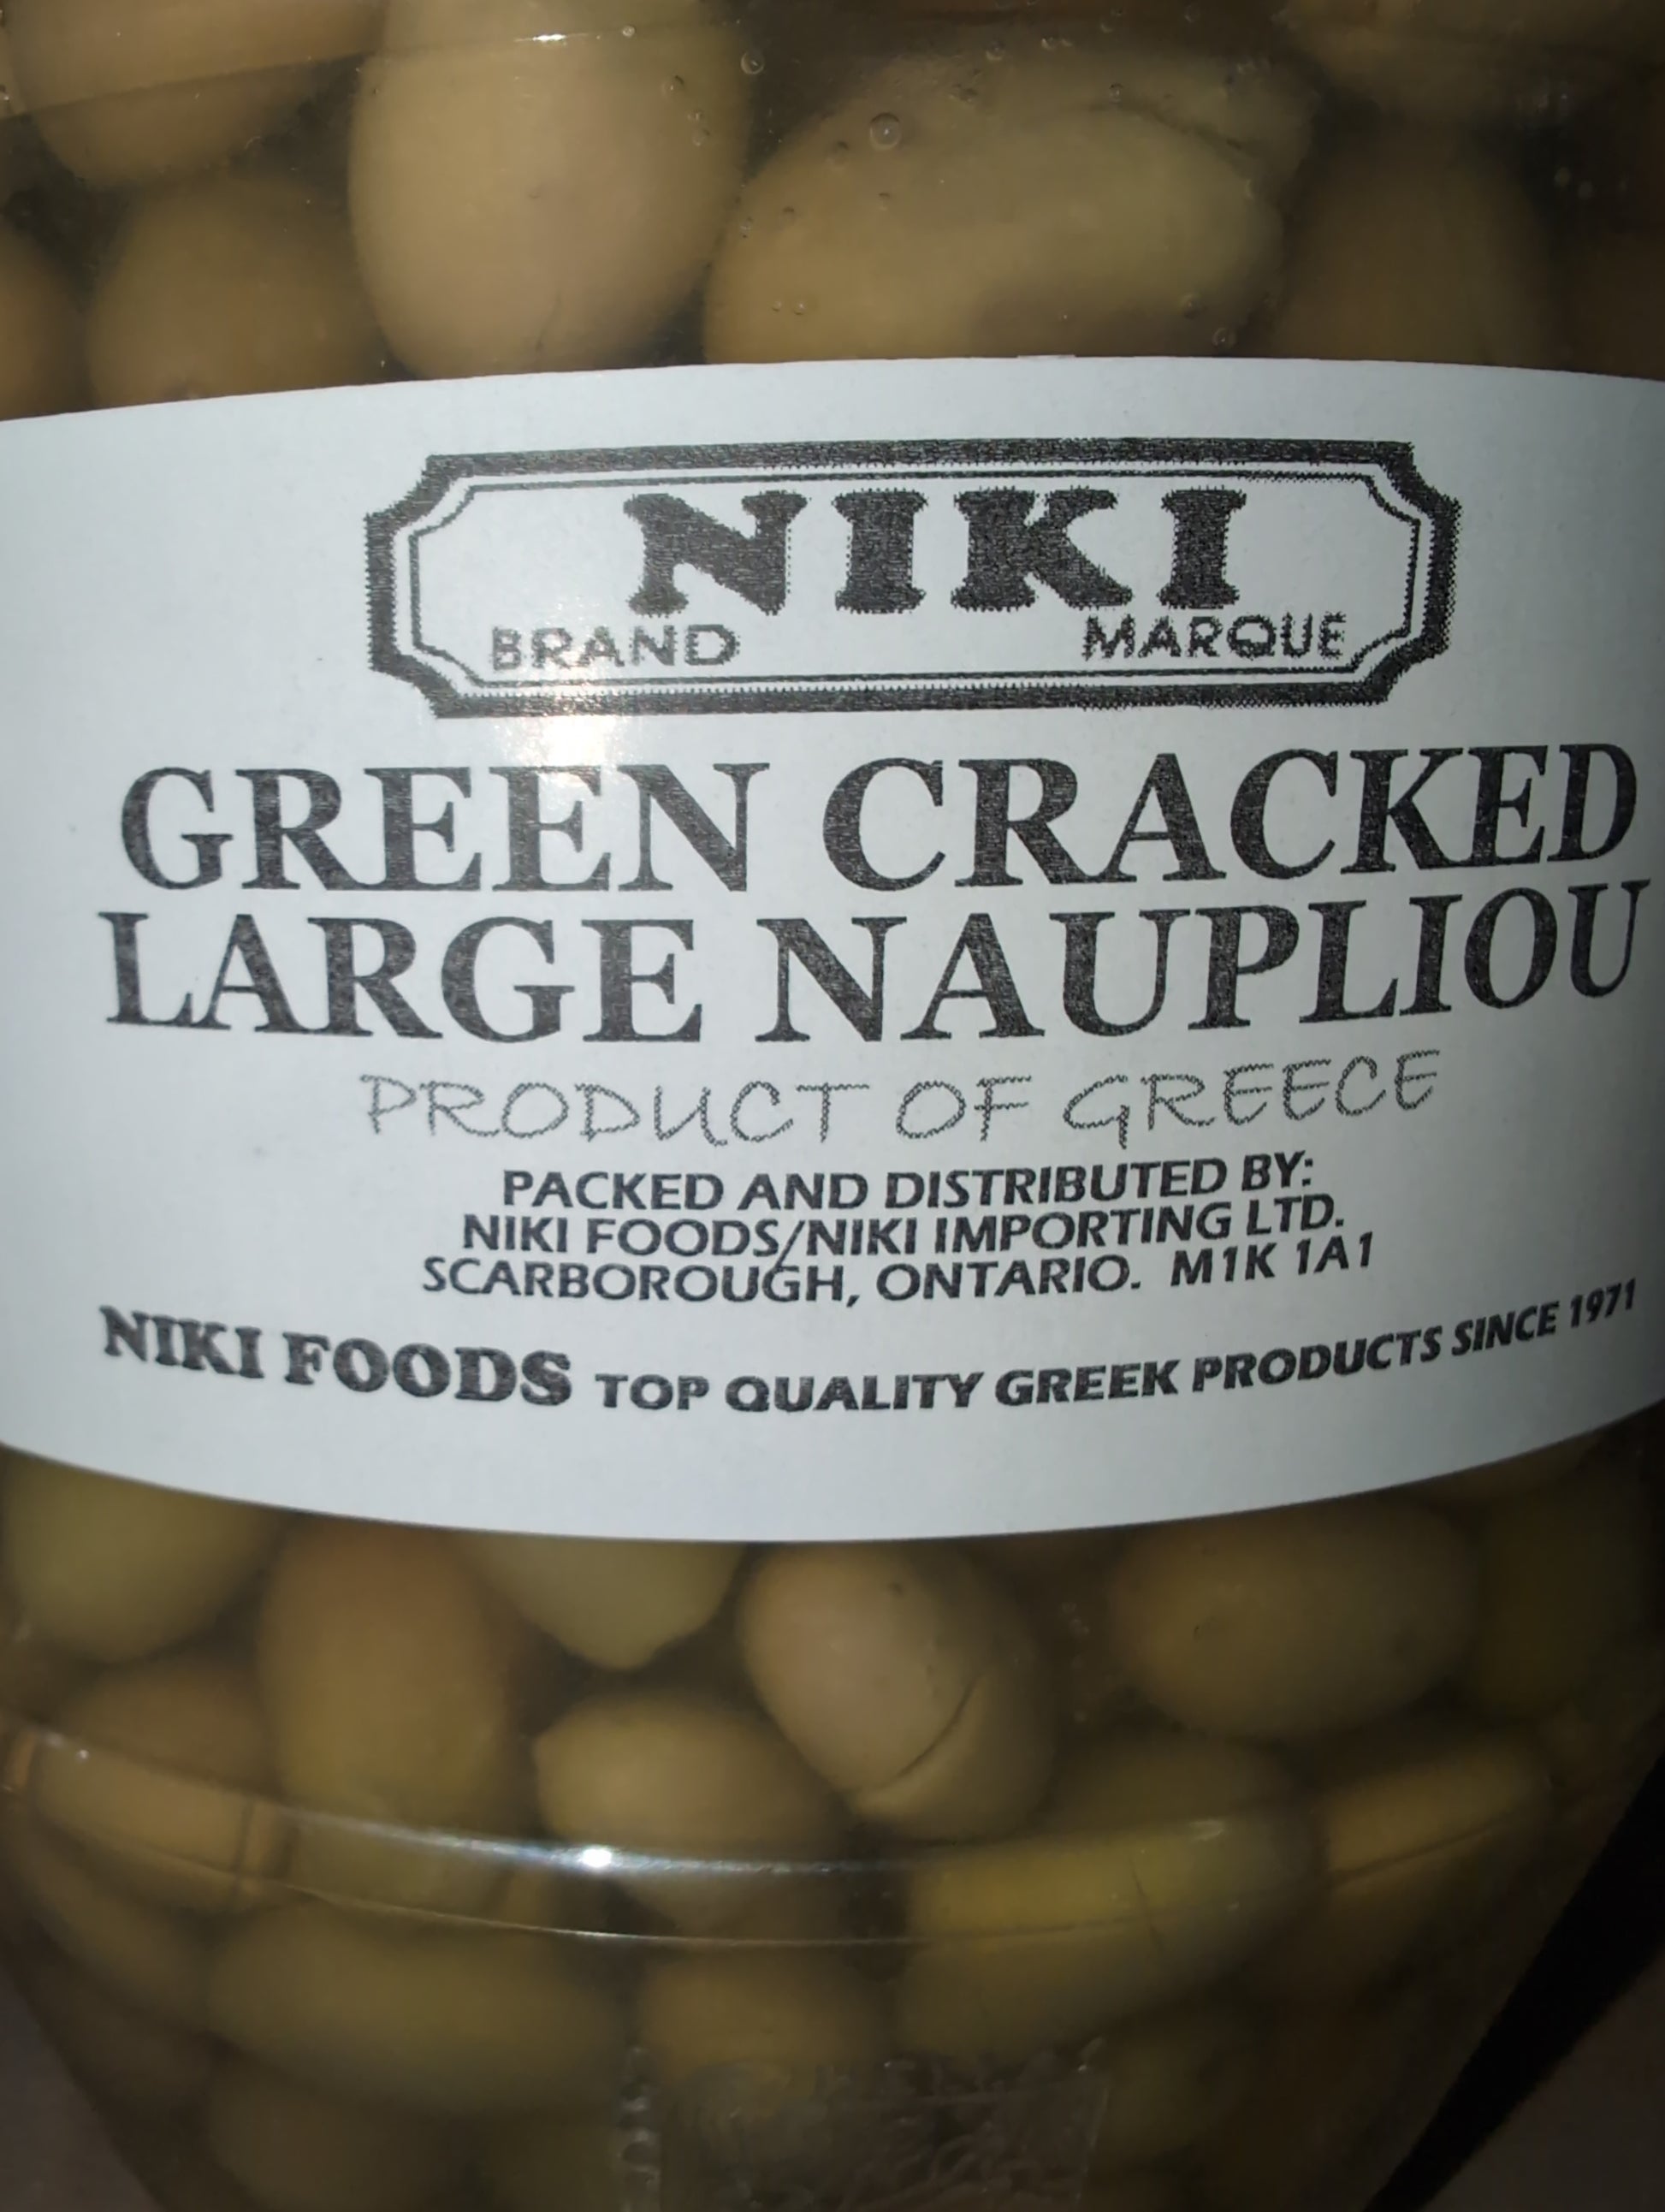 NIKI
BRAND MARQUE
GREEN CRACKED
LARGE NAUPLIOU
PRODUCT OF GREECE
PACKED AND DISTRIBUTED BY:
NIKI FOODS/NIKI IMPORTING LTD.
SCARBOROUGH, ONTARIO. M1K 1A1
NIKI FOODS TOP QUALITY GREEK PRODUCTS SINCE 1971